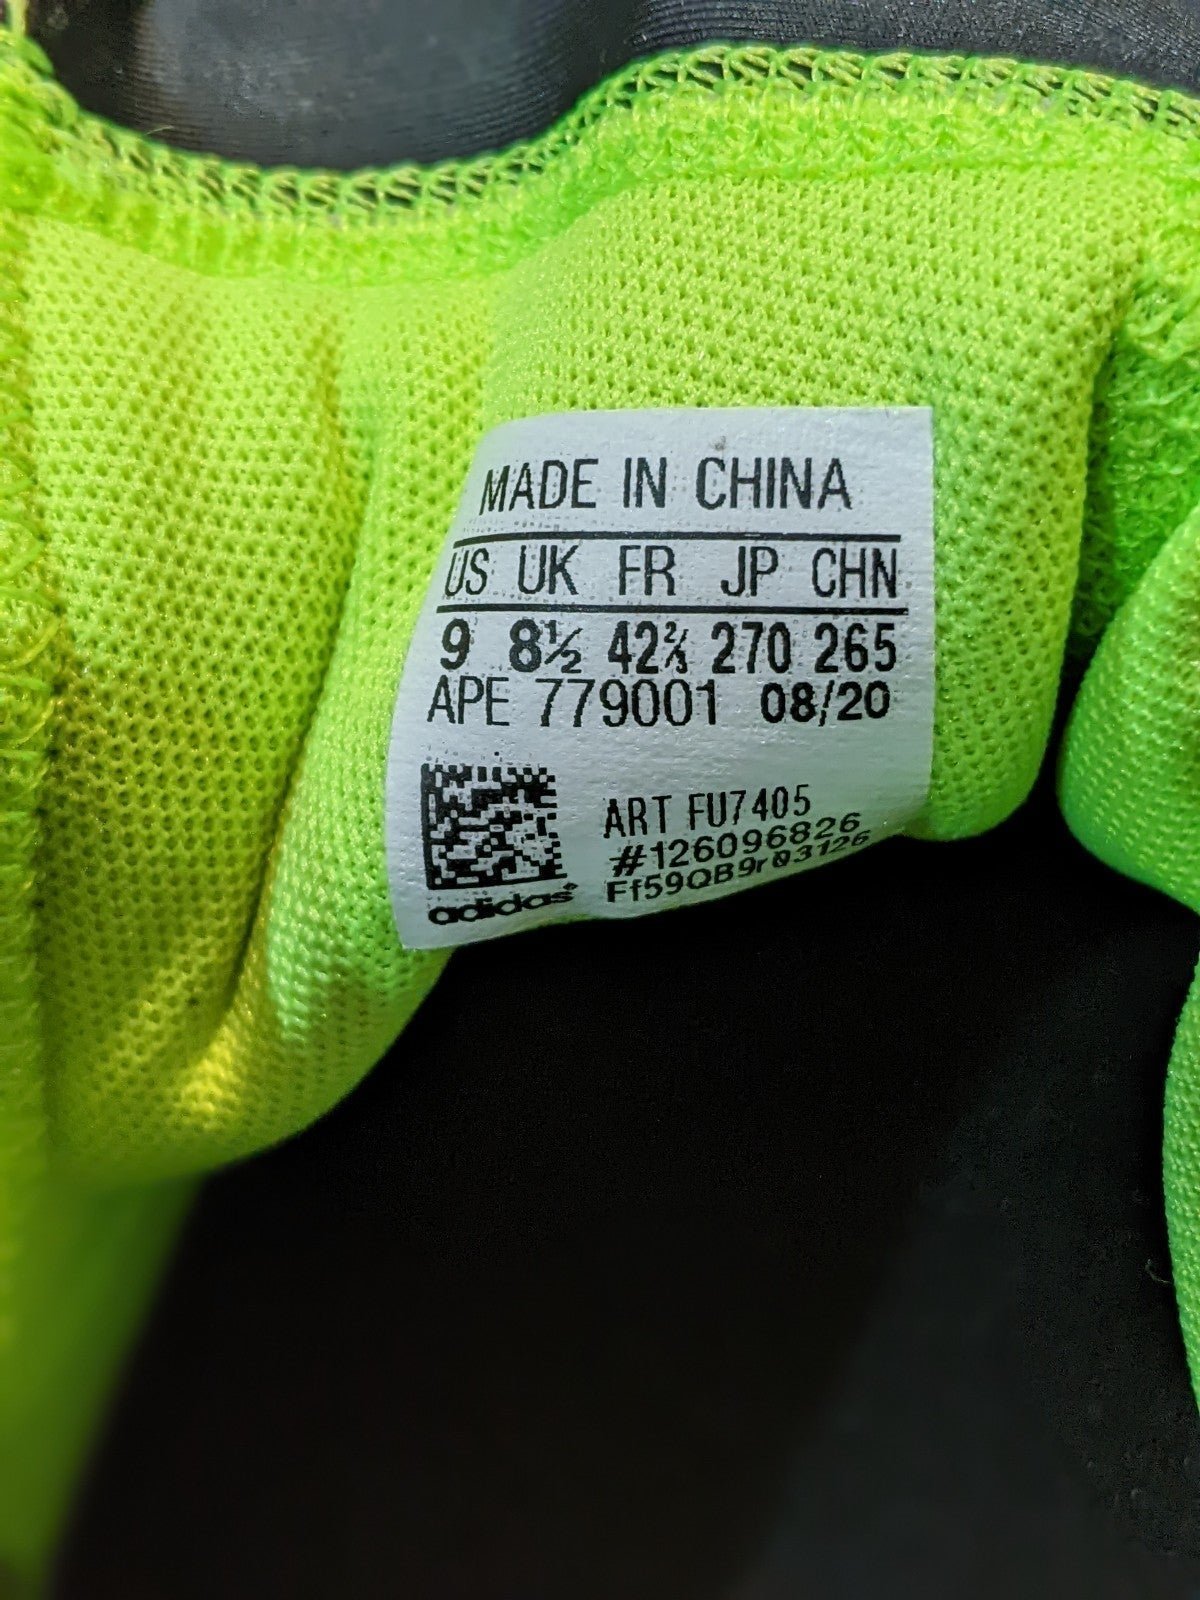 MADE IN CHINA
US UK FR JP CHN
9 8½ 42⅔ 270 265
APE 779001 08/20
ART FU7405
#126096826
Ff59QB9r03126
adidas